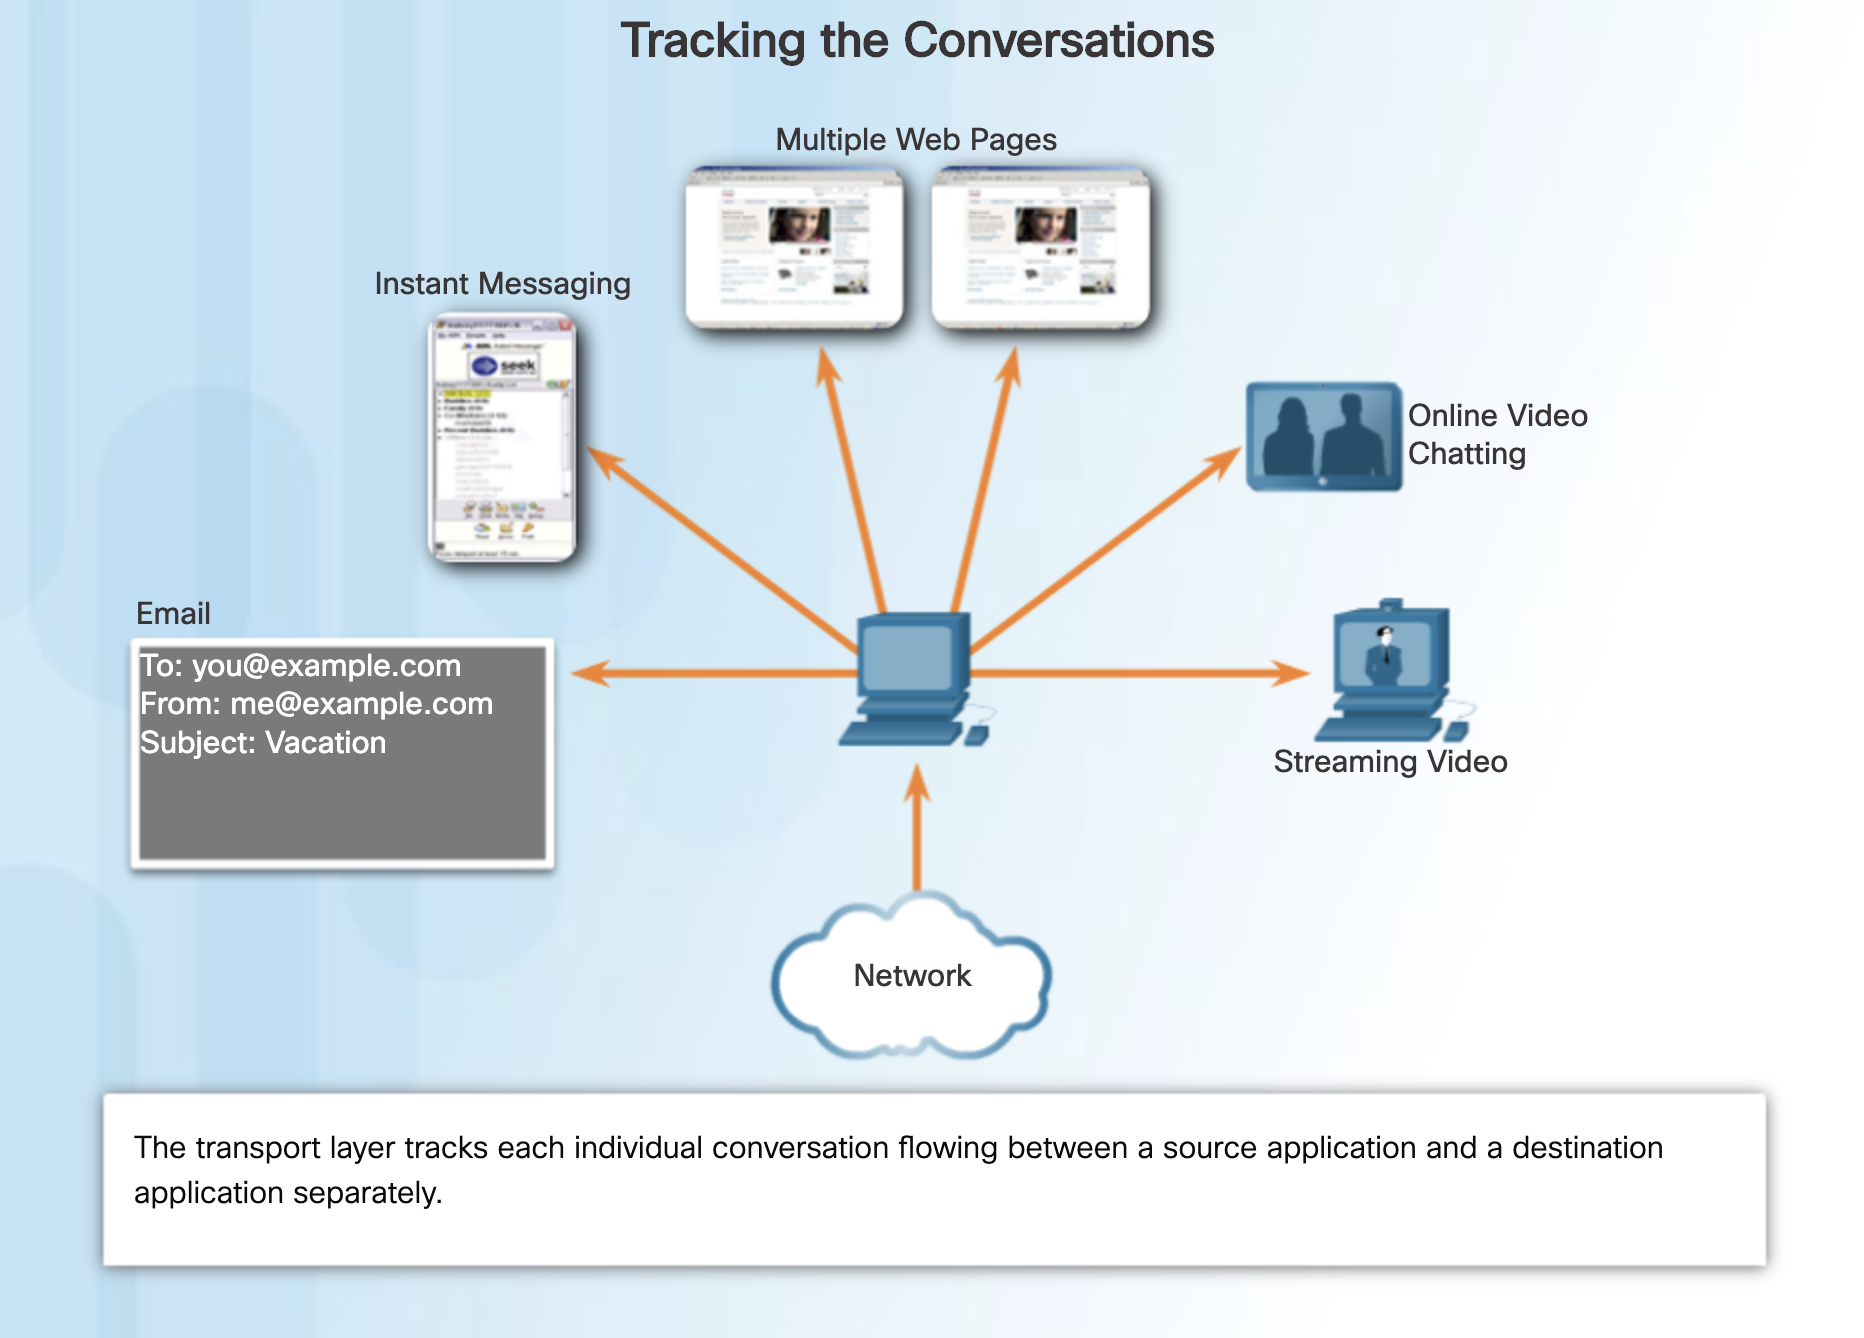 Tracking the Conversations
Multiple Web Pages
Instant Messaging
seek
Online Video
Chatting
Email
To: you@example.com
From: me@example.com
Subject: Vacation
Streaming Video
Network
The transport layer tracks each individual conversation flowing between a source application and a destination
application separately.